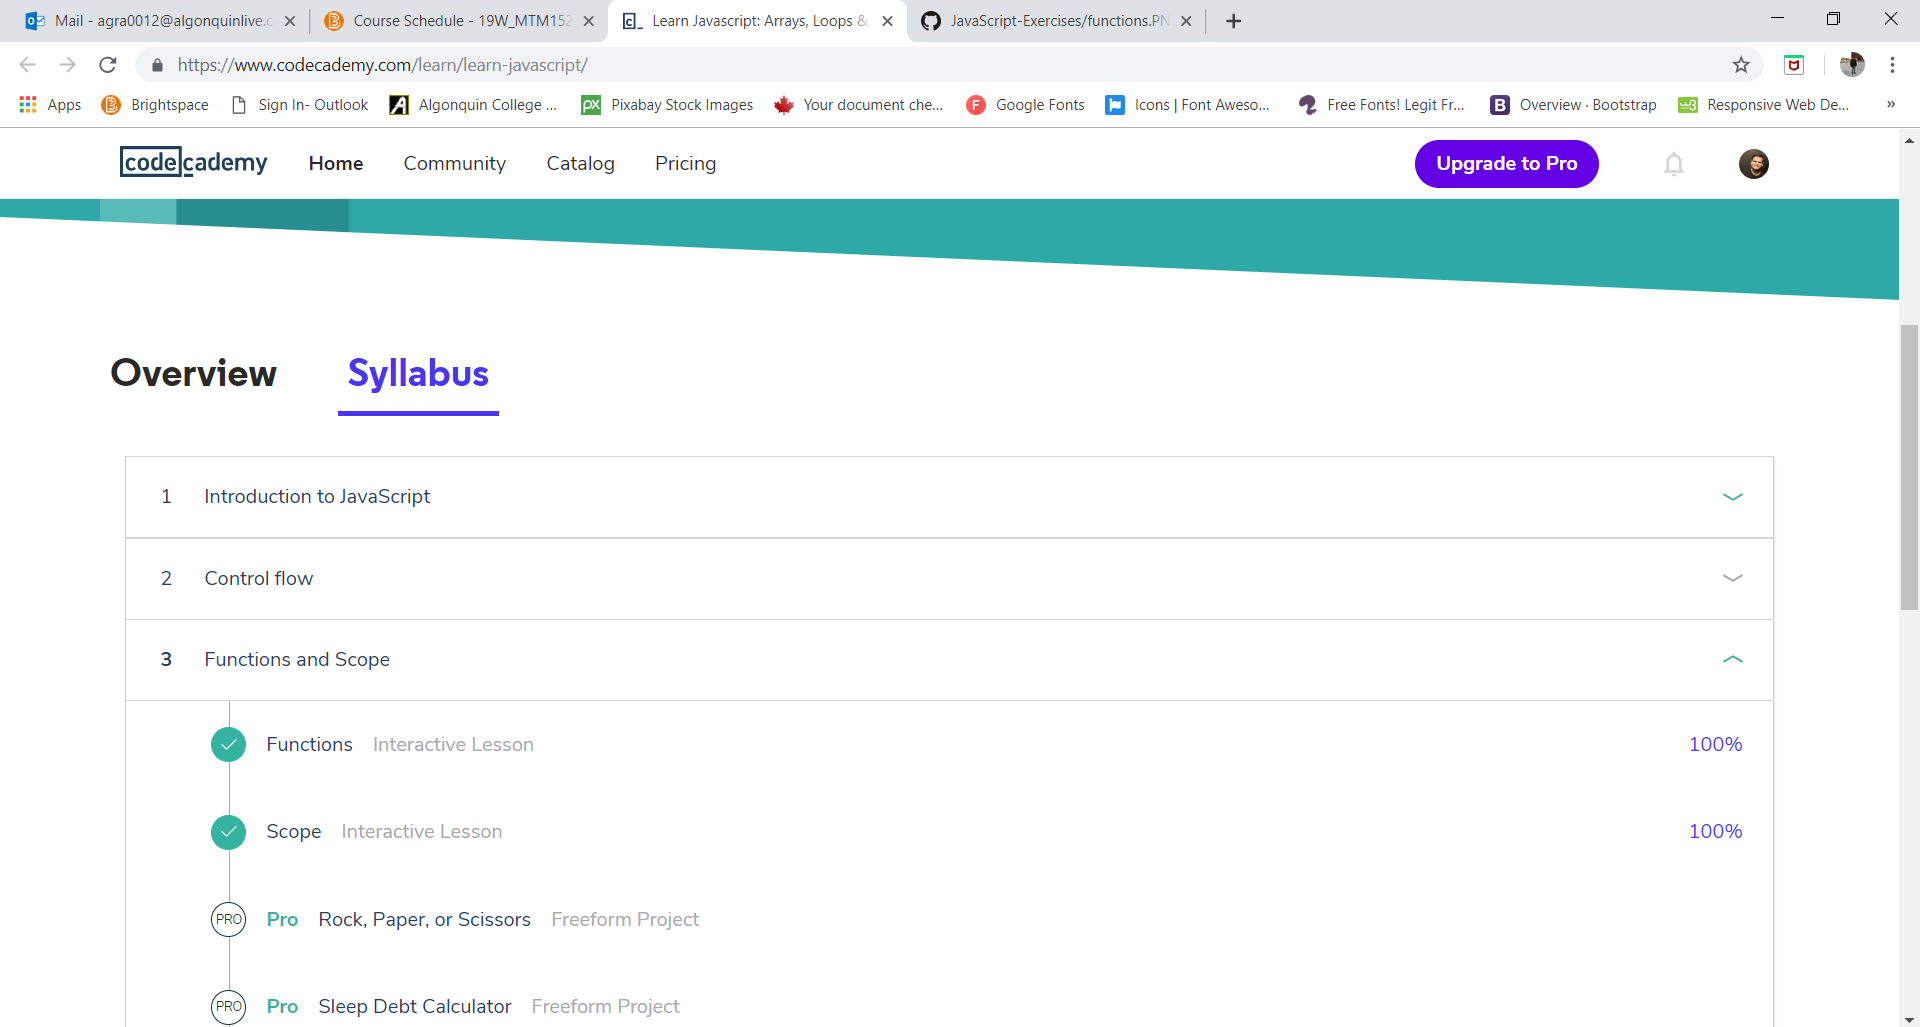 Mail - agra0012@algonquinlive.c
Course Schedule - 19W_MTM152
Learn Javascript: Arrays, Loops &
JavaScript-Exercises/functions.PN
https://www.codecademy.com/learn/learn-javascript/
Apps
Brightspace
Sign In- Outlook
Algonquin College ...
Pixabay Stock Images
Your document che...
Google Fonts
Icons | Font Aweso...
Free Fonts! Legit Fr...
Overview · Bootstrap
Responsive Web De...
»
codecademy
Home
Community
Catalog
Pricing
Upgrade to Pro
Overview
Syllabus
1 Introduction to JavaScript
2 Control flow
3 Functions and Scope
Functions Interactive Lesson 100%
Scope Interactive Lesson 100%
PRO Pro Rock, Paper, or Scissors Freeform Project
PRO Pro Sleep Debt Calculator Freeform Project